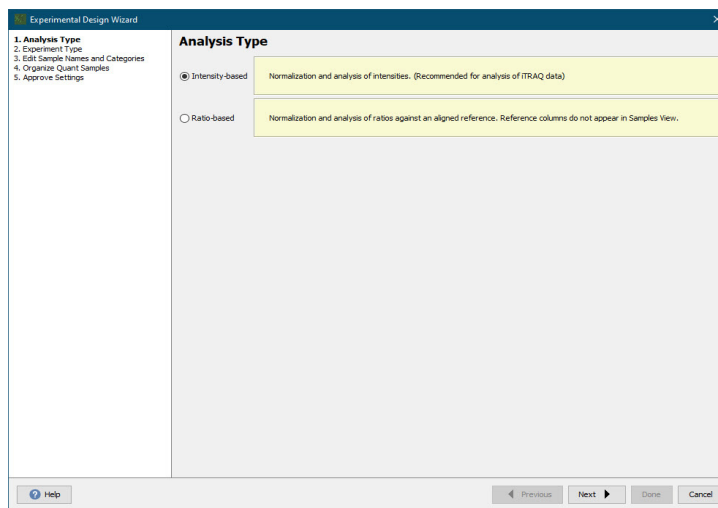 Experimental Design Wizard
1. Analysis Type
2. Experiment Type
3. Edit Sample Names and Categories
4. Organize Quant Samples
5. Approve Settings
Analysis Type
Intensity-based
Normalization and analysis of intensities. (Recommended for analysis of iTRAQ data)
Ratio-based
Normalization and analysis of ratios against an aligned reference. Reference columns do not appear in Samples View.
Help
Previous
Next
Done
Cancel